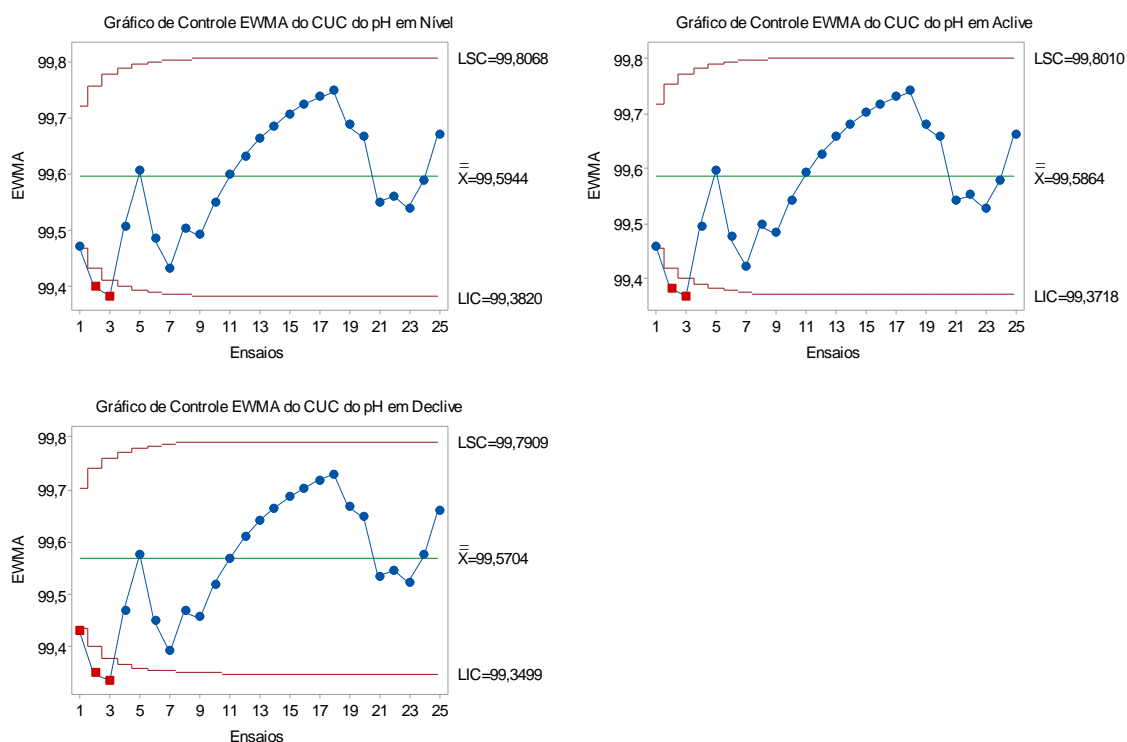 Gráfico de Controle EWMA do CUC do pH em Nível
99,8
99,7
99,6
99,5
99,4
EWMA
LSC=99,8068
X=99,5944
LIC=99,3820
1 3 5 7 9 11 13 15 17 19 21 23 25
Ensaios
Gráfico de Controle EWMA do CUC do pH em Aclive
99,8
99,7
99,6
99,5
99,4
EWMA
LSC=99,8010
X=99,5864
LIC=99,3718
1 3 5 7 9 11 13 15 17 19 21 23 25
Ensaios
Gráfico de Controle EWMA do CUC do pH em Declive
99,8
99,7
99,6
99,5
99,4
EWMA
LSC=99,7909
X=99,5704
LIC=99,3499
1 3 5 7 9 11 13 15 17 19 21 23 25
Ensaios